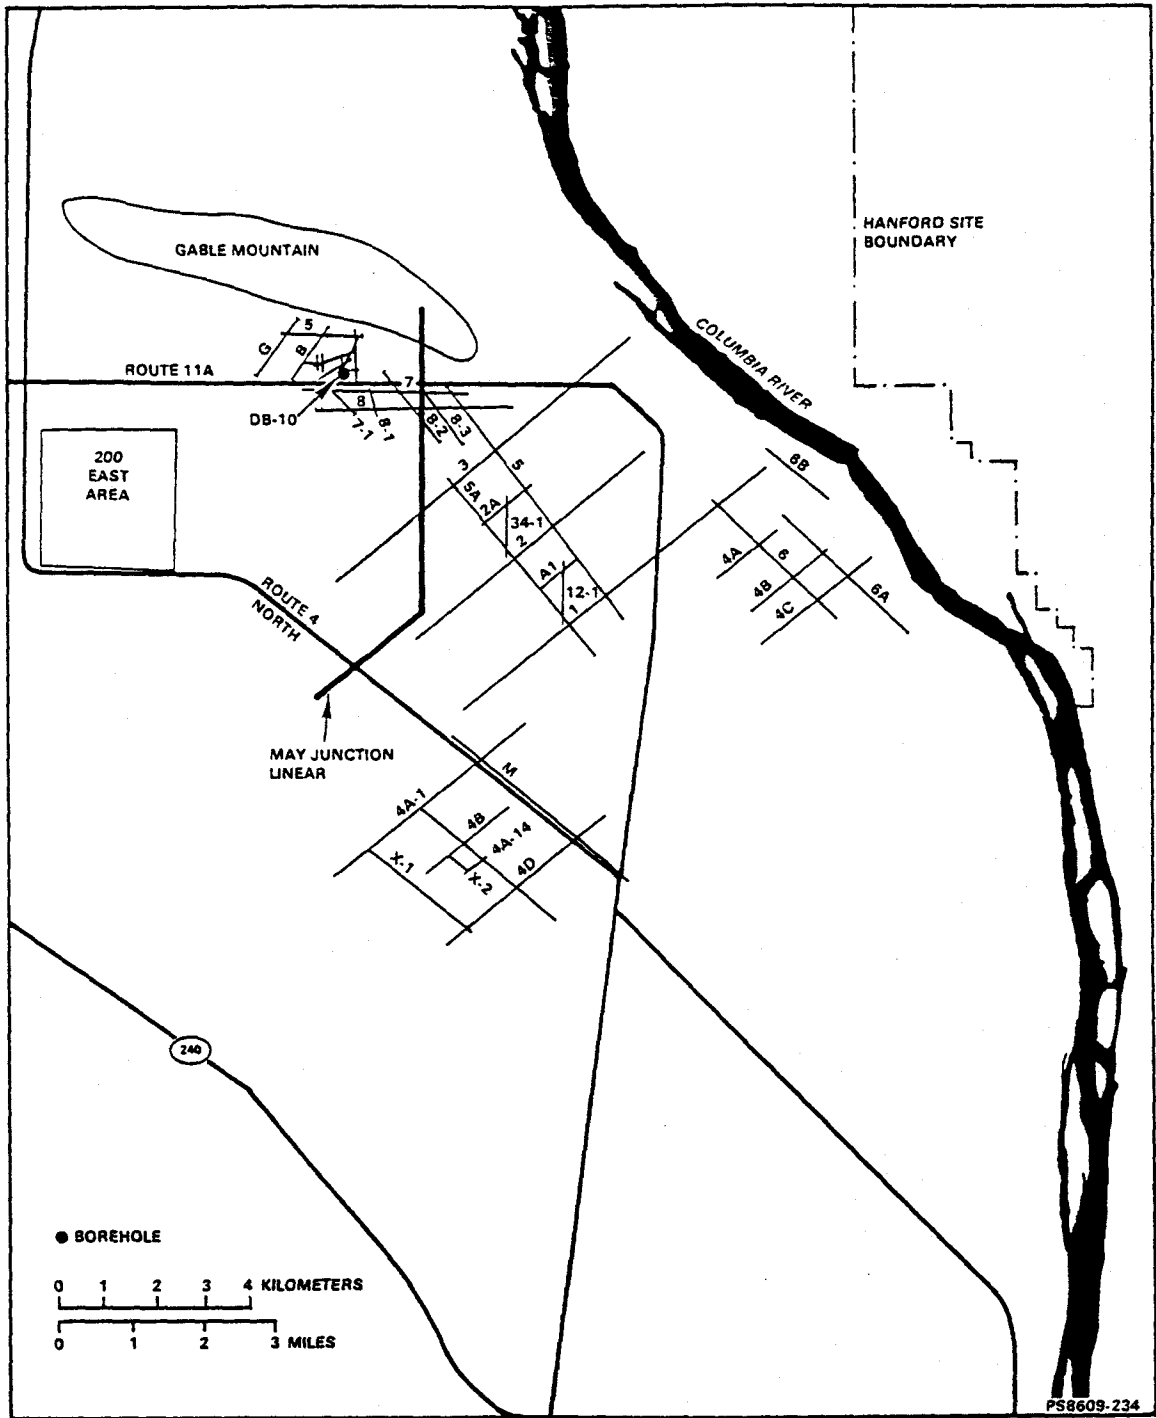 HANFORD SITE
BOUNDARY
GABLE MOUNTAIN
COLUMBIA RIVER
5
G
8
ROUTE 11A
7
DB-10
8
7-1
8-1
8-2
8-3
200
EAST
AREA
3
5
5A
2A
34-1
2
A1
12-1
1
6B
4A
6
4B
4C
6A
ROUTE 4
NORTH
MAY JUNCTION
LINEAR
M
4A-1
4B
4A-14
X-1
X-2
4D
240
BOREHOLE
0 1 2 3 4 KILOMETERS
0 1 2 3 MILES
PS8609-234